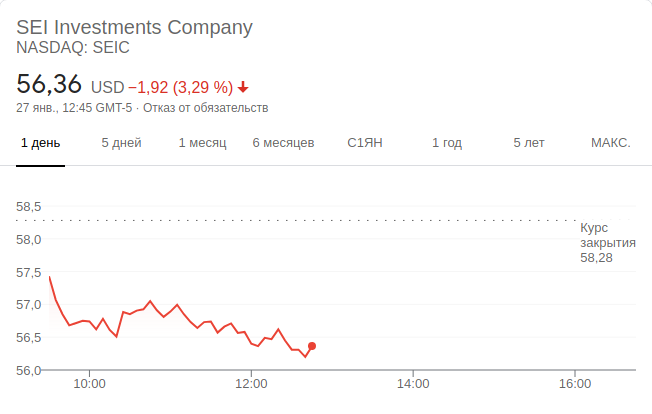 SEI Investments Company
NASDAQ: SEIC
56,36 USD −1,92 (3,29 %)
27 янв., 12:45 GMT-5 · Отказ от обязательств
1 день 5 дней 1 месяц 6 месяцев С1ЯН 1 год 5 лет МАКС.
58,5
Курс
закрытия
58,28
58,0
57,5
57,0
56,5
56,0
10:00 12:00 14:00 16:00